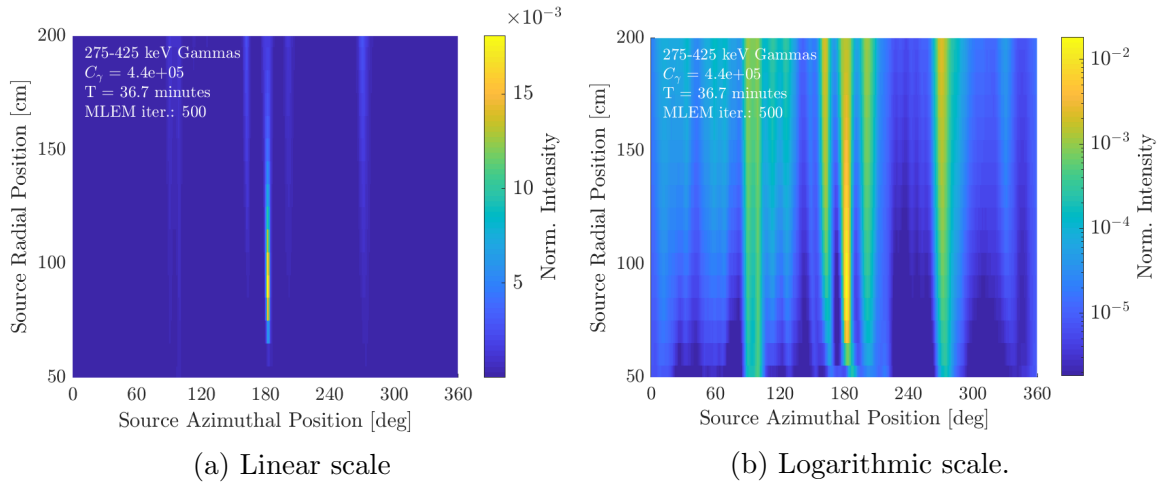 ×10⁻³
200
150
100
50
0 60 120 180 240 300 360
Source Radial Position [cm]
Source Azimuthal Position [deg]
275-425 keV Gammas
Cγ = 4.4e+05
T = 36.7 minutes
MLEM iter.: 500
15
10
5
Norm. Intensity
(a) Linear scale
200
150
100
50
0 60 120 180 240 300 360
Source Radial Position [cm]
Source Azimuthal Position [deg]
275-425 keV Gammas
Cγ = 4.4e+05
T = 36.7 minutes
MLEM iter.: 500
10⁻²
10⁻³
10⁻⁴
10⁻⁵
Norm. Intensity
(b) Logarithmic scale.